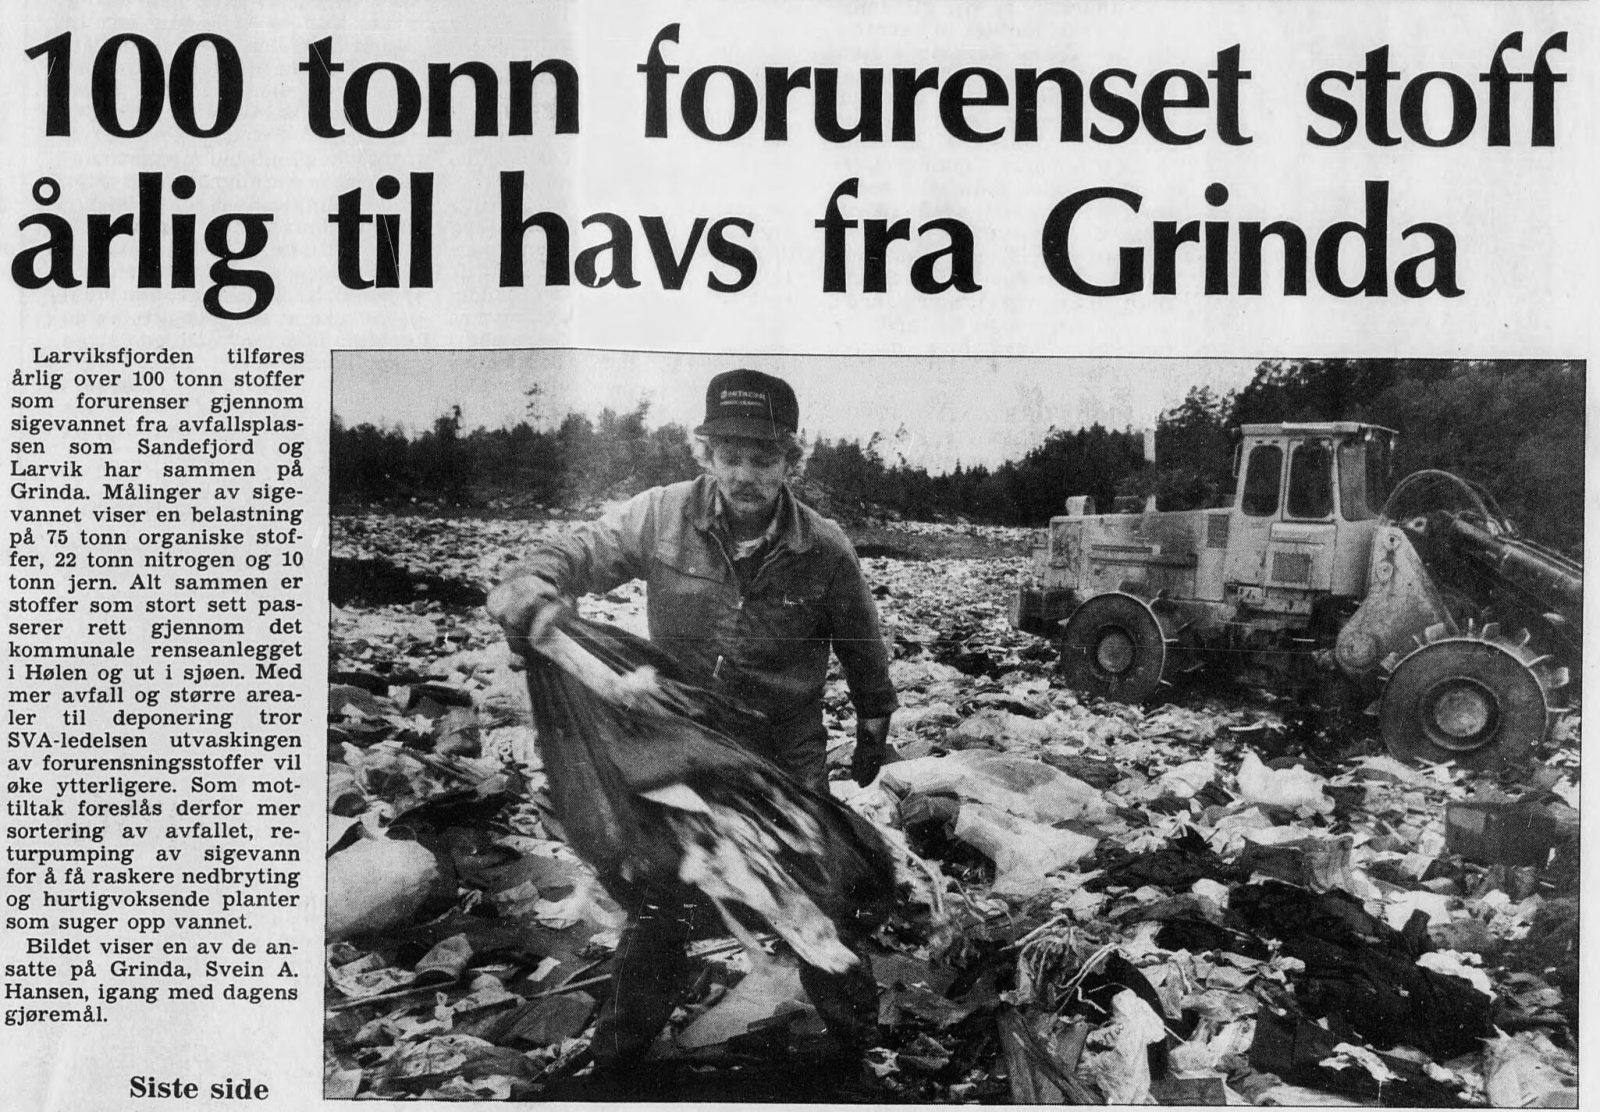 100 tonn forurenset stoff
årlig til havs fra Grinda
Larviksfjorden tilføres
årlig over 100 tonn stoffer
som forurenser gjennom
sigevannet fra avfallsplas-
sen som Sandefjord og
Larvik har sammen på
Grinda. Målinger av sige-
vannet viser en belastning
på 75 tonn organiske stof-
fer, 22 tonn nitrogen og 10
tonn jern. Alt sammen er
stoffer som stort sett pas-
serer rett gjennom det
kommunale renseanlegget
i Hølen og ut i sjøen. Med
mer avfall og større area-
ler til deponering tror
SVA-ledelsen utvaskingen
av forurensningsstoffer vil
øke ytterligere. Som mot-
tiltak foreslås derfor mer
sortering av avfallet, re-
turpumping av sigevann
for å få raskere nedbryting
og hurtigvoksende planter
som suger opp vannet.
Bildet viser en av de an-
satte på Grinda, Svein A.
Hansen, igang med dagens
gjøremål.
Siste side